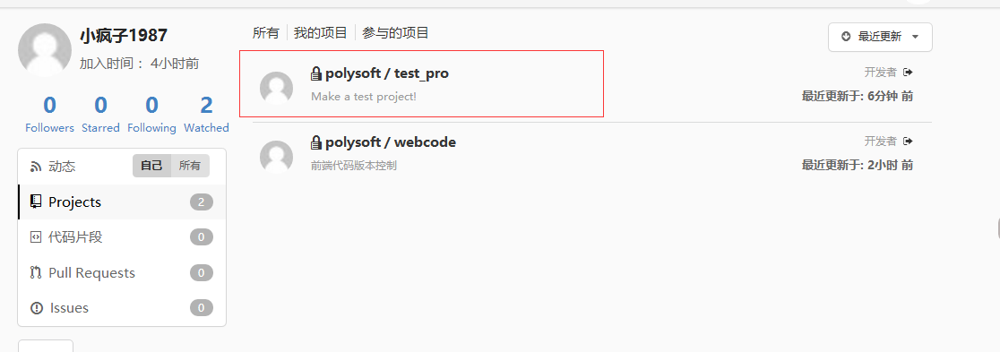 小疯子1987
加入时间： 4小时前
0 0 0 2
Followers Starred Following Watched
动态 自己 所有
Projects 2
代码片段 0
Pull Requests 0
Issues 0
所有 我的项目 参与的项目
最近更新
polysoft / test_pro
开发者
Make a test project!
最近更新于: 6分钟 前
polysoft / webcode
开发者
前端代码版本控制
最近更新于: 2小时 前